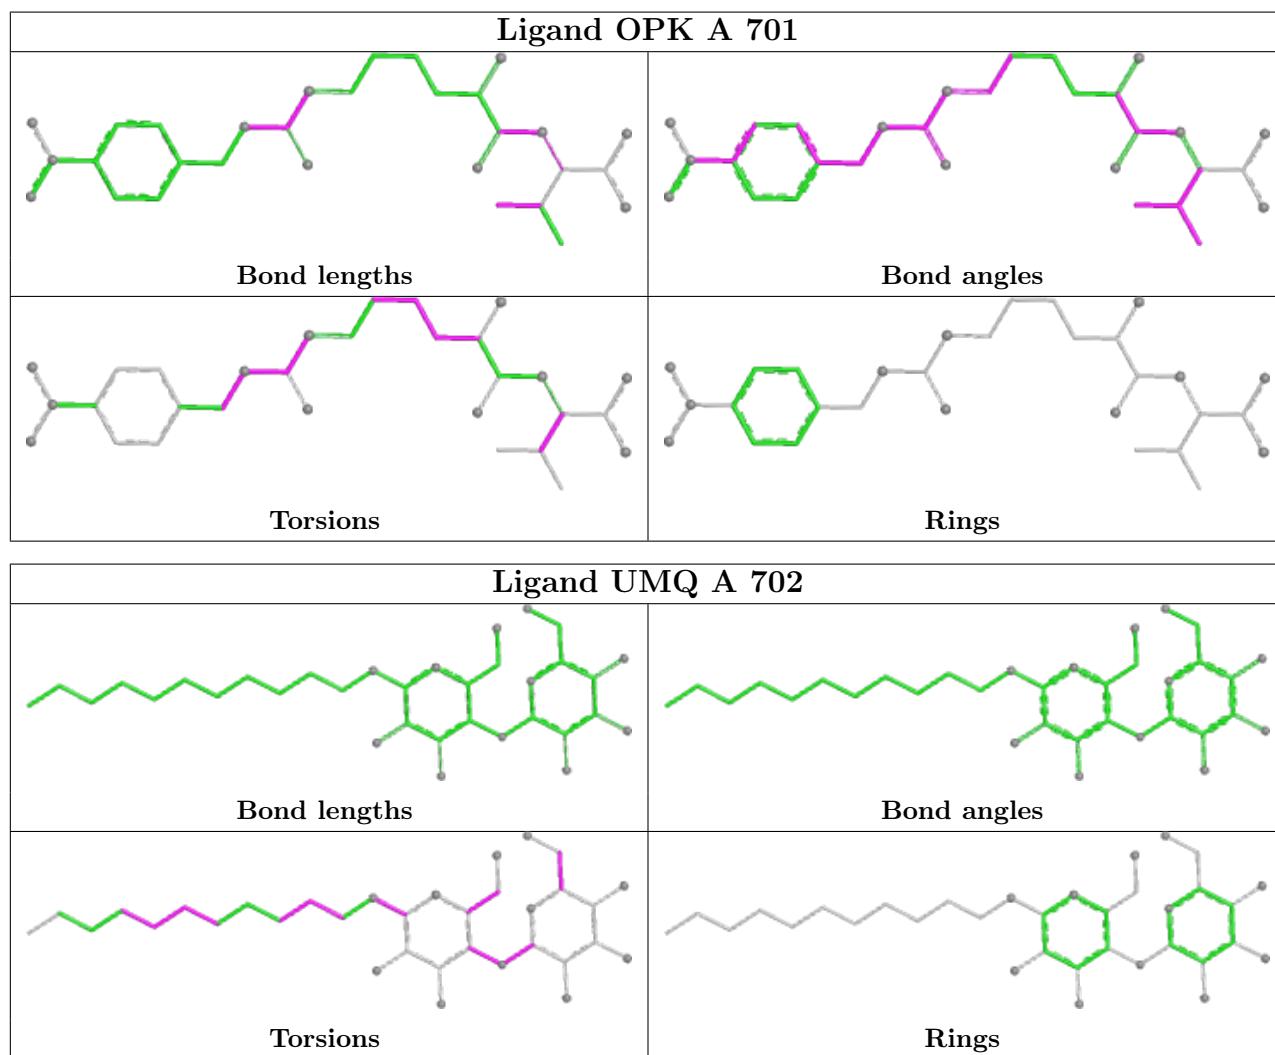 Ligand OPK A 701
Bond lengths
Bond angles
Torsions
Rings
Ligand UMQ A 702
Bond lengths
Bond angles
Torsions
Rings